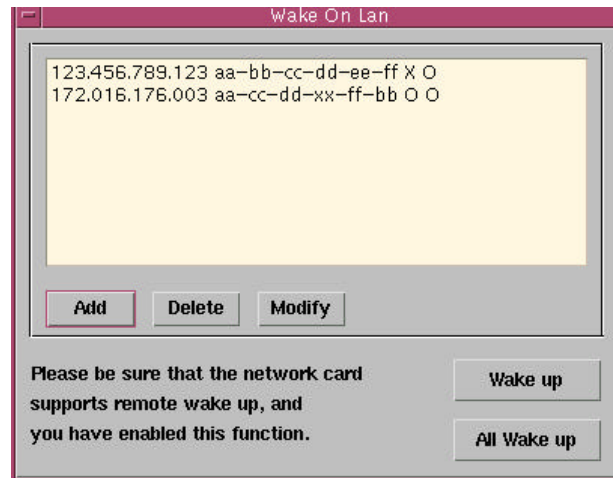 Wake On Lan
123.456.789.123 aa-bb-cc-dd-ee-ff X O
172.016.176.003 aa-cc-dd-xx-ff-bb O O
Add Delete Modify
Please be sure that the network card
supports remote wake up, and
you have enabled this function.
Wake up
All Wake up